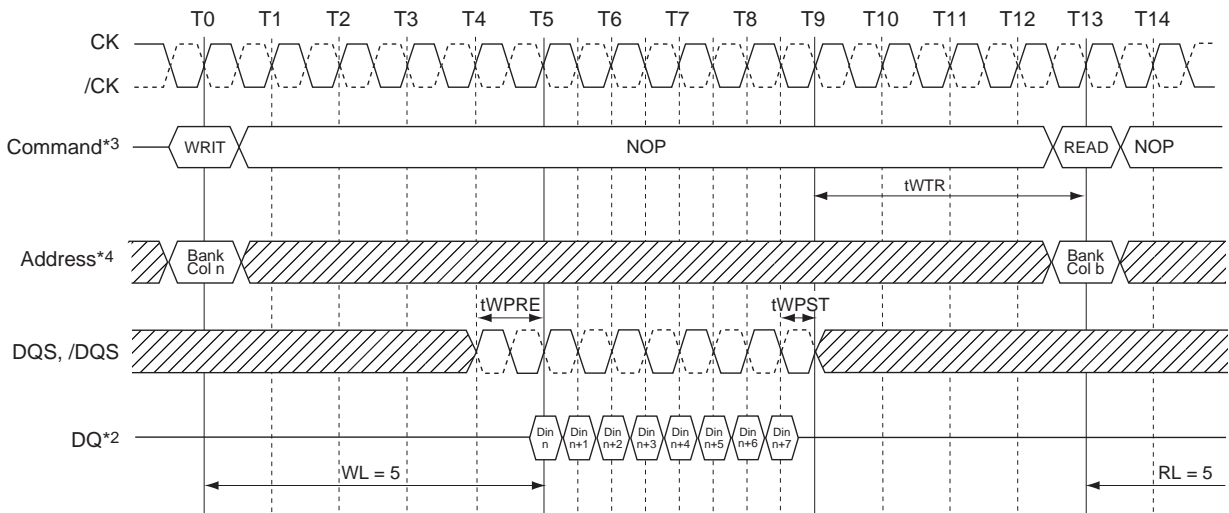 T0 T1 T2 T3 T4 T5 T6 T7 T8 T9 T10 T11 T12 T13 T14
CK
/CK
Command*3 WRIT NOP READ NOP
tWTR
Address*4 Bank Col n Bank Col b
tWPRE tWPST
DQS, /DQS
DQ*2 Din n Din n+1 Din n+2 Din n+3 Din n+4 Din n+5 Din n+6 Din n+7
WL = 5 RL = 5